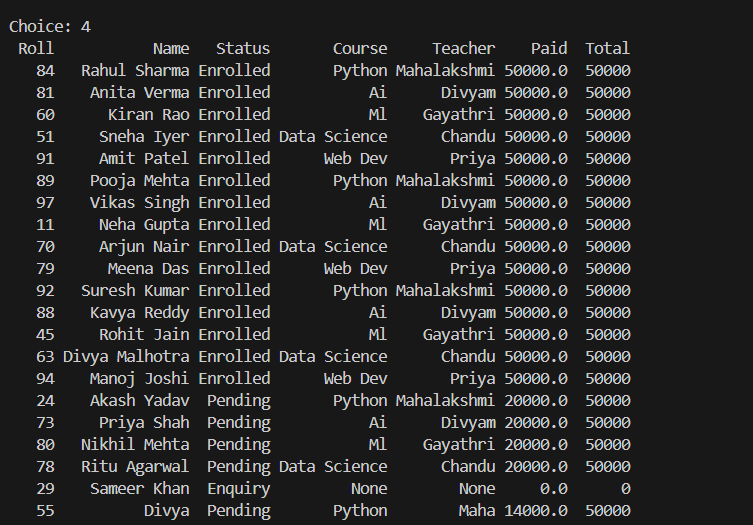 Choice: 4
Roll Name Status Course Teacher Paid Total
84 Rahul Sharma Enrolled Python Mahalakshmi 50000.0 50000
81 Anita Verma Enrolled Ai Divyam 50000.0 50000
60 Kiran Rao Enrolled Ml Gayathri 50000.0 50000
51 Sneha Iyer Enrolled Data Science Chandu 50000.0 50000
91 Amit Patel Enrolled Web Dev Priya 50000.0 50000
89 Pooja Mehta Enrolled Python Mahalakshmi 50000.0 50000
97 Vikas Singh Enrolled Ai Divyam 50000.0 50000
11 Neha Gupta Enrolled Ml Gayathri 50000.0 50000
70 Arjun Nair Enrolled Data Science Chandu 50000.0 50000
79 Meena Das Enrolled Web Dev Priya 50000.0 50000
92 Suresh Kumar Enrolled Python Mahalakshmi 50000.0 50000
88 Kavya Reddy Enrolled Ai Divyam 50000.0 50000
45 Rohit Jain Enrolled Ml Gayathri 50000.0 50000
63 Divya Malhotra Enrolled Data Science Chandu 50000.0 50000
94 Manoj Joshi Enrolled Web Dev Priya 50000.0 50000
24 Akash Yadav Pending Python Mahalakshmi 20000.0 50000
73 Priya Shah Pending Ai Divyam 20000.0 50000
80 Nikhil Mehta Pending Ml Gayathri 20000.0 50000
78 Ritu Agarwal Pending Data Science Chandu 20000.0 50000
29 Sameer Khan Enquiry None None 0.0 0
55 Divya Pending Python Maha 14000.0 50000